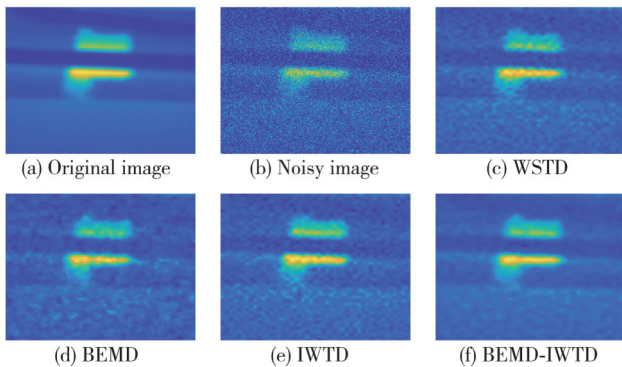 (a) Original image
(b) Noisy image
(c) WSTD
(d) BEMD
(e) IWTD
(f) BEMD-IWTD